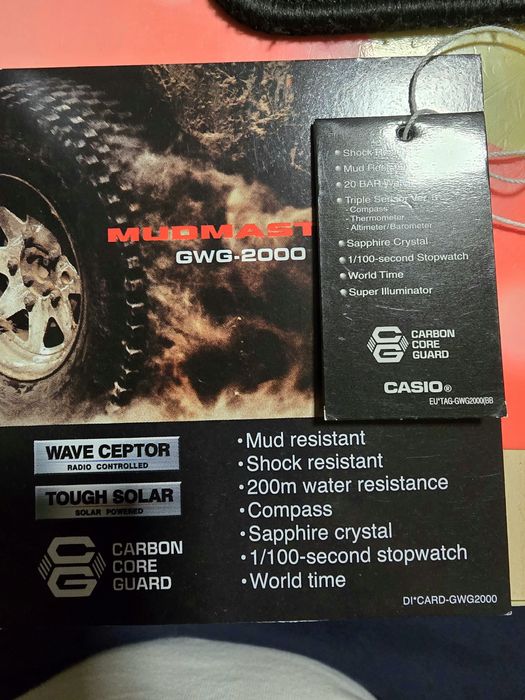 MUDMAST
GWG-2000
• Shock Re
• Mud Resist
• 20 BAR Wat
• Triple Sensor Ver.
- Compass
- Thermometer
- Altimeter/Barometer
• Sapphire Crystal
• 1/100-second Stopwatch
• World Time
• Super Illuminator
CARBON
CORE
GUARD
CASIO®
EU*TAG-GWG2000(BB
WAVE CEPTOR
RADIO CONTROLLED
TOUGH SOLAR
SOLAR POWERED
CARBON
CORE
GUARD
• Mud resistant
• Shock resistant
• 200m water resistance
• Compass
• Sapphire crystal
• 1/100-second stopwatch
• World time
DI*CARD-GWG2000